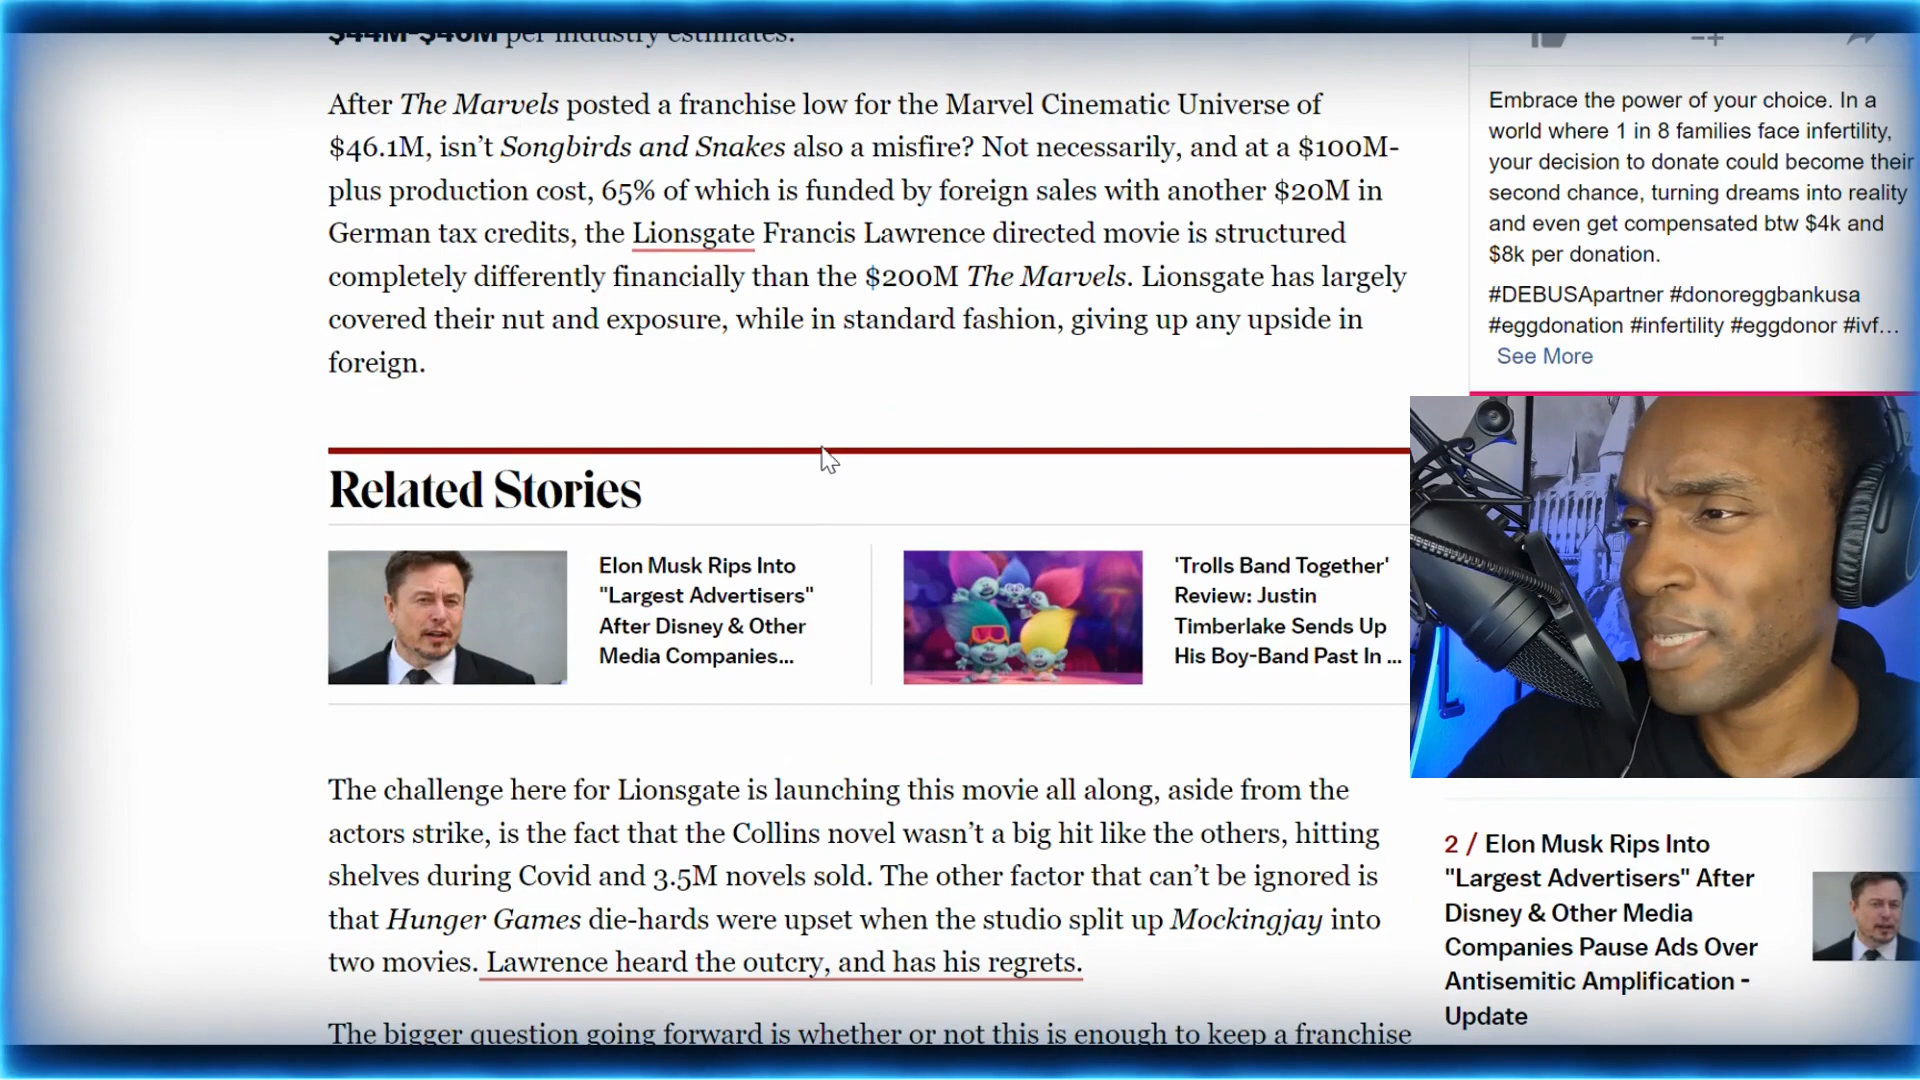 $44M-$46M per industry estimates.
After The Marvels posted a franchise low for the Marvel Cinematic Universe of
$46.1M, isn’t Songbirds and Snakes also a misfire? Not necessarily, and at a $100M-
plus production cost, 65% of which is funded by foreign sales with another $20M in
German tax credits, the Lionsgate Francis Lawrence directed movie is structured
completely differently financially than the $200M The Marvels. Lionsgate has largely
covered their nut and exposure, while in standard fashion, giving up any upside in
foreign.
Related Stories
Elon Musk Rips Into
"Largest Advertisers"
After Disney & Other
Media Companies...
'Trolls Band Together'
Review: Justin
Timberlake Sends Up
His Boy-Band Past In ...
The challenge here for Lionsgate is launching this movie all along, aside from the
actors strike, is the fact that the Collins novel wasn’t a big hit like the others, hitting
shelves during Covid and 3.5M novels sold. The other factor that can’t be ignored is
that Hunger Games die-hards were upset when the studio split up Mockingjay into
two movies. Lawrence heard the outcry, and has his regrets.
The bigger question going forward is whether or not this is enough to keep a franchise
Embrace the power of your choice. In a
world where 1 in 8 families face infertility,
your decision to donate could become their
second chance, turning dreams into reality
and even get compensated btw $4k and
$8k per donation.
#DEBUSApartner #donoreggbankusa
#eggdonation #infertility #eggdonor #ivf...
See More
2 / Elon Musk Rips Into
"Largest Advertisers" After
Disney & Other Media
Companies Pause Ads Over
Antisemitic Amplification -
Update